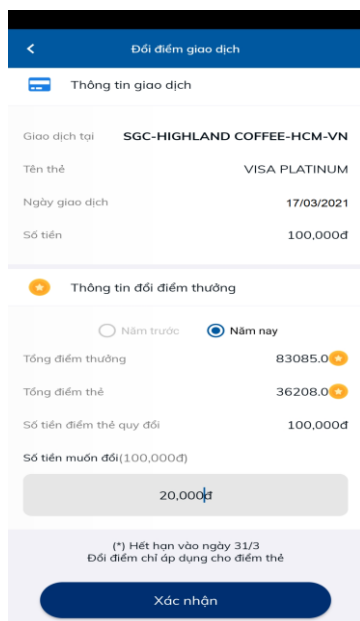 Đổi điểm giao dịch
Thông tin giao dịch
Giao dịch tại SGC-HIGHLAND COFFEE-HCM-VN
Tên thẻ VISA PLATINUM
Ngày giao dịch 17/03/2021
Số tiền 100,000đ
Thông tin đổi điểm thưởng
Năm trước Năm nay
Tổng điểm thưởng 83085.0
Tổng điểm thẻ 36208.0
Số tiền điểm thẻ quy đổi 100,000đ
Số tiền muốn đổi(100,000đ)
20,000đ
(*) Hết hạn vào ngày 31/3
Đổi điểm chỉ áp dụng cho điểm thẻ
Xác nhận